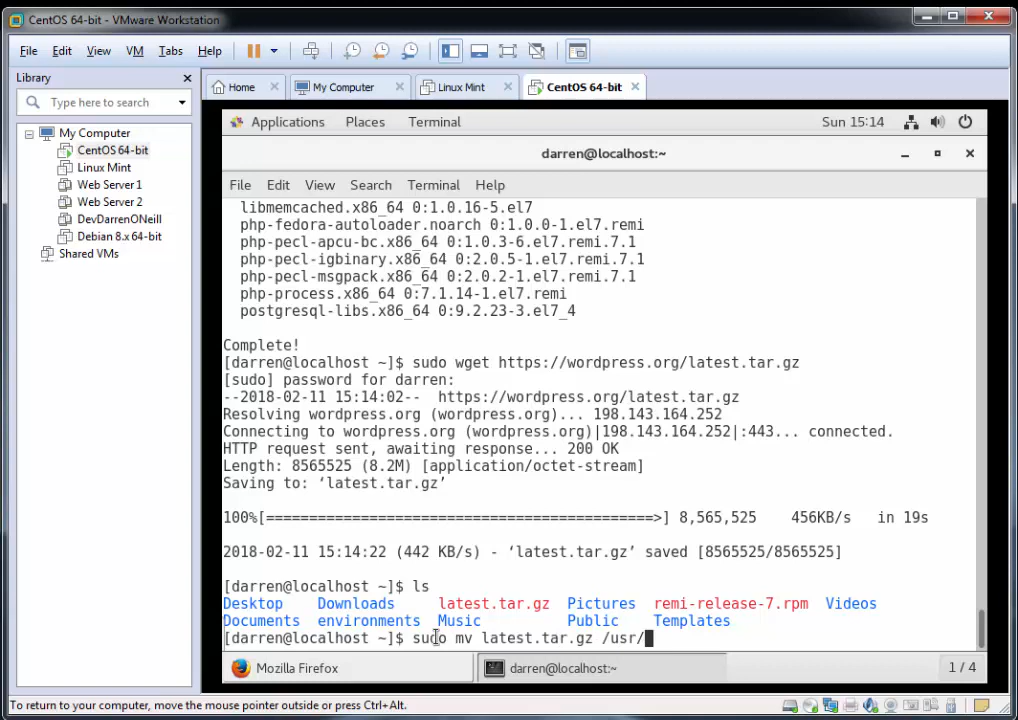 CentOS 64-bit - VMware Workstation
File Edit View VM Tabs Help
Library
Type here to search
My Computer
CentOS 64-bit
Linux Mint
Web Server 1
Web Server 2
DevDarrenONeill
Debian 8.x 64-bit
Shared VMs
Home My Computer Linux Mint CentOS 64-bit
Applications Places Terminal Sun 15:14
darren@localhost:~
File Edit View Search Terminal Help
libmemcached.x86_64 0:1.0.16-5.el7
php-fedora-autoloader.noarch 0:1.0.0-1.el7.remi
php-pecl-apcu-bc.x86_64 0:1.0.3-6.el7.remi.7.1
php-pecl-igbinary.x86_64 0:2.0.5-1.el7.remi.7.1
php-pecl-msgpack.x86_64 0:2.0.2-1.el7.remi.7.1
php-process.x86_64 0:7.1.14-1.el7.remi
postgresql-libs.x86_64 0:9.2.23-3.el7_4
Complete!
[darren@localhost ~]$ sudo wget https://wordpress.org/latest.tar.gz
[sudo] password for darren:
--2018-02-11 15:14:02-- https://wordpress.org/latest.tar.gz
Resolving wordpress.org (wordpress.org)... 198.143.164.252
Connecting to wordpress.org (wordpress.org)|198.143.164.252|:443... connected.
HTTP request sent, awaiting response... 200 OK
Length: 8565525 (8.2M) [application/octet-stream]
Saving to: ‘latest.tar.gz’
100%[=============================================>] 8,565,525 456KB/s in 19s
2018-02-11 15:14:22 (442 KB/s) - ‘latest.tar.gz’ saved [8565525/8565525]
[darren@localhost ~]$ ls
Desktop Downloads latest.tar.gz Pictures remi-release-7.rpm Videos
Documents environments Music Public Templates
[darren@localhost ~]$ sudo mv latest.tar.gz /usr/
Mozilla Firefox darren@localhost:~ 1 / 4
To return to your computer, move the mouse pointer outside or press Ctrl+Alt.